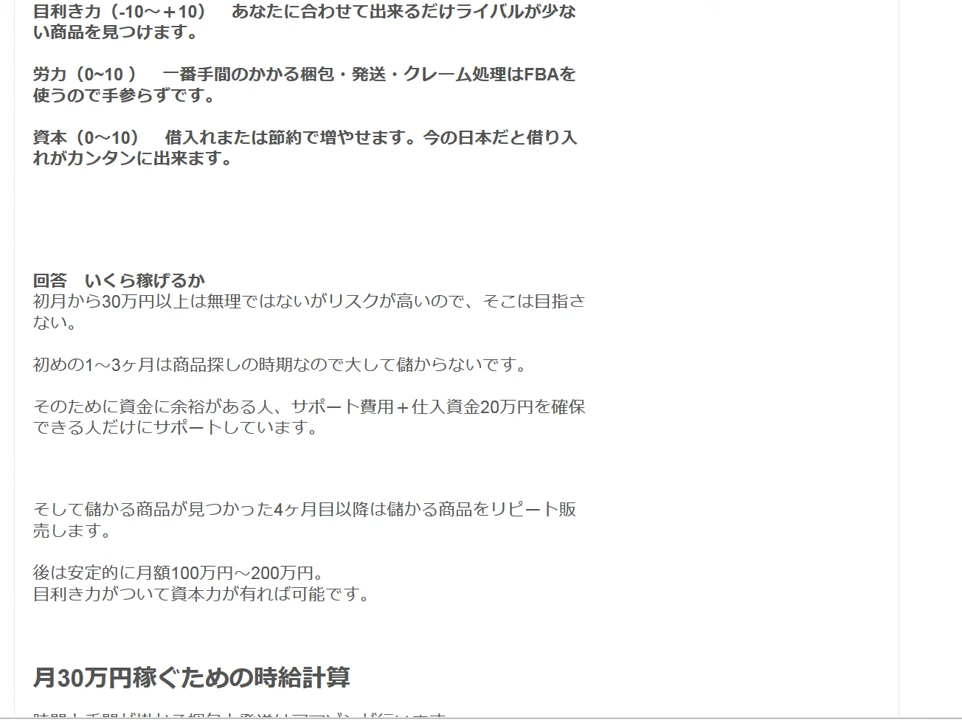 目利き力（-10～＋10）　あなたに合わせて出来るだけライバルが少な
い商品を見つけます。
労力（0~10 ）　一番手間のかかる梱包・発送・クレーム処理はFBAを
使うので手参らずです。
資本（0～10）　借入れまたは節約で増やせます。今の日本だと借り入
れがカンタンに出来ます。
回答　いくら稼げるか
初月から30万円以上は無理ではないがリスクが高いので、そこは目指さ
ない。
初めの1～3ヶ月は商品探しの時期なので大して儲からないです。
そのために資金に余裕がある人、サポート費用＋仕入資金20万円を確保
できる人だけにサポートしています。
そして儲かる商品が見つかった4ヶ月目以降は儲かる商品をリピート販
売します。
後は安定的に月額100万円～200万円。
目利き力がついて資本力が有れば可能です。
月30万円稼ぐための時給計算